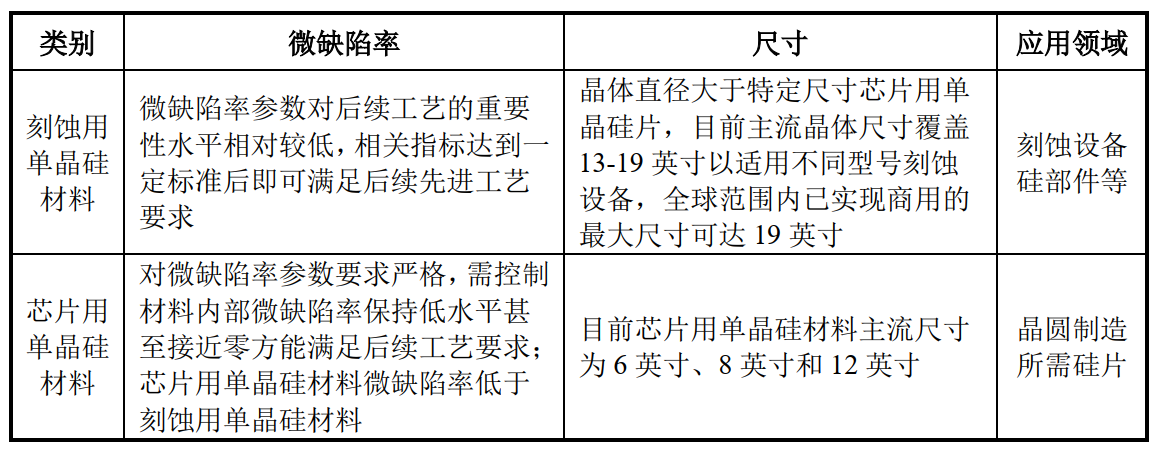 类别
微缺陷率
尺寸
应用领域
刻蚀用
单晶硅
材料
微缺陷率参数对后续工艺的重要
性水平相对较低，相关指标达到一
定标准后即可满足后续先进工艺
要求
晶体直径大于特定尺寸芯片用单
晶硅片，目前主流晶体尺寸覆盖
13-19 英寸以适用不同型号刻蚀
设备，全球范围内已实现商用的
最大尺寸可达 19 英寸
刻蚀设备
硅部件等
芯片用
单晶硅
材料
对微缺陷率参数要求严格，需控制
材料内部微缺陷率保持低水平甚
至接近零方能满足后续工艺要求；
芯片用单晶硅材料微缺陷率低于
刻蚀用单晶硅材料
目前芯片用单晶硅材料主流尺寸
为 6 英寸、8 英寸和 12 英寸
晶圆制造
所需硅片